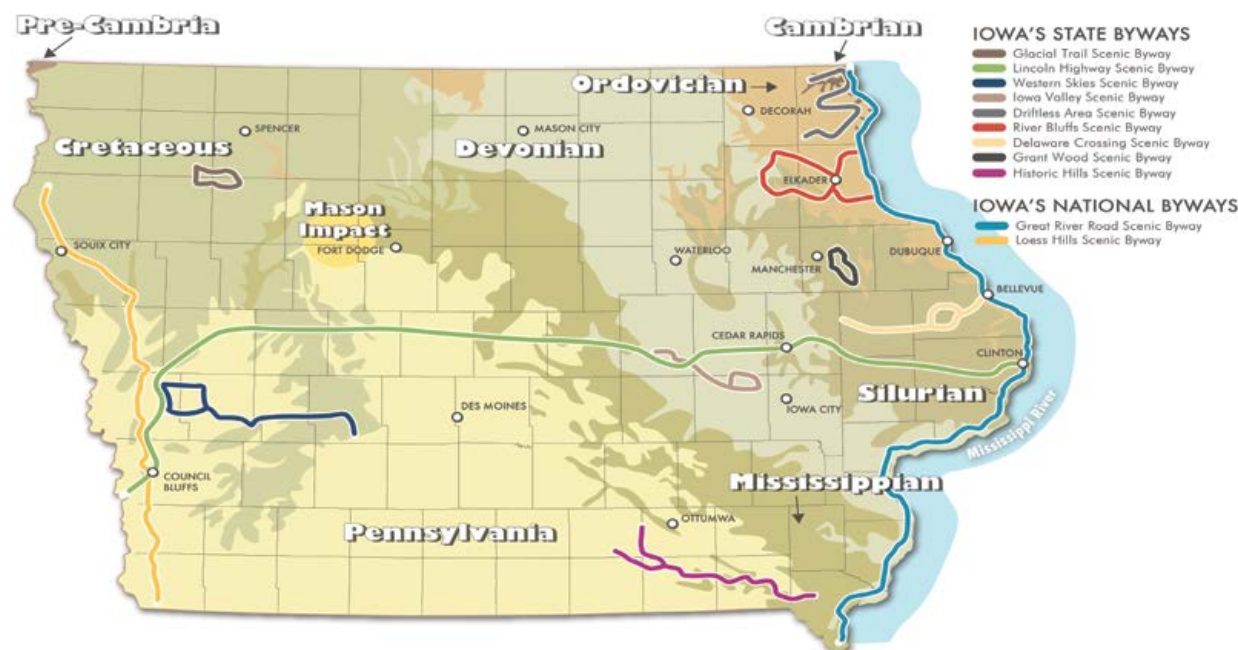 Pre-Cambria
Cambrian
Ordovician
DECORAH
SPENCER
MASON CITY
Cretaceous
Devonian
ELKADER
Mason
Impact
FORT DODGE
SOUIX CITY
WATERLOO
MANCHESTER
DUBUQUE
BELLEVUE
CEDAR RAPIDS
CLINTON
Silurian
IOWA CITY
DES MOINES
Mississippi River
COUNCIL
BLUFFS
Mississippian
OTTUMWA
Pennsylvania
IOWA'S STATE BYWAYS
Glacial Trail Scenic Byway
Lincoln Highway Scenic Byway
Western Skies Scenic Byway
Iowa Valley Scenic Byway
Driftless Area Scenic Byway
River Bluffs Scenic Byway
Delaware Crossing Scenic Byway
Grant Wood Scenic Byway
Historic Hills Scenic Byway
IOWA'S NATIONAL BYWAYS
Great River Road Scenic Byway
Loess Hills Scenic Byway